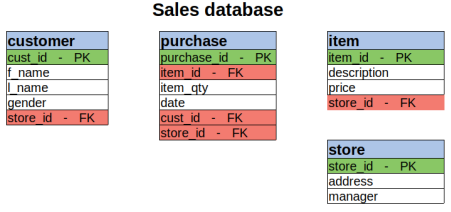 Sales database
customer
cust_id - PK
f_name
l_name
gender
store_id - FK
purchase
purchase_id - PK
item_id - FK
item_qty
date
cust_id - FK
store_id - FK
item
item_id - PK
description
price
store_id - FK
store
store_id - PK
address
manager